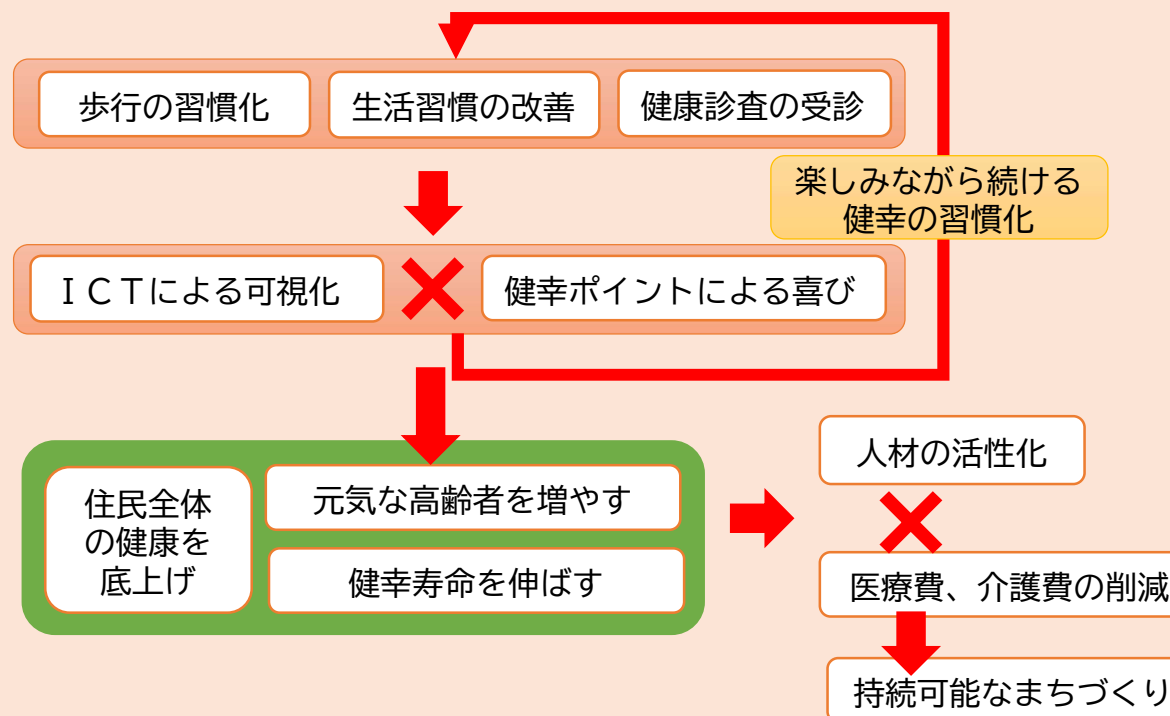 歩行の習慣化
生活習慣の改善
健康診査の受診
楽しみながら続ける
健幸の習慣化
ＩＣＴによる可視化
健幸ポイントによる喜び
住民全体
の健康を
底上げ
元気な高齢者を増やす
健幸寿命を伸ばす
人材の活性化
医療費、介護費の削減
持続可能なまちづくり